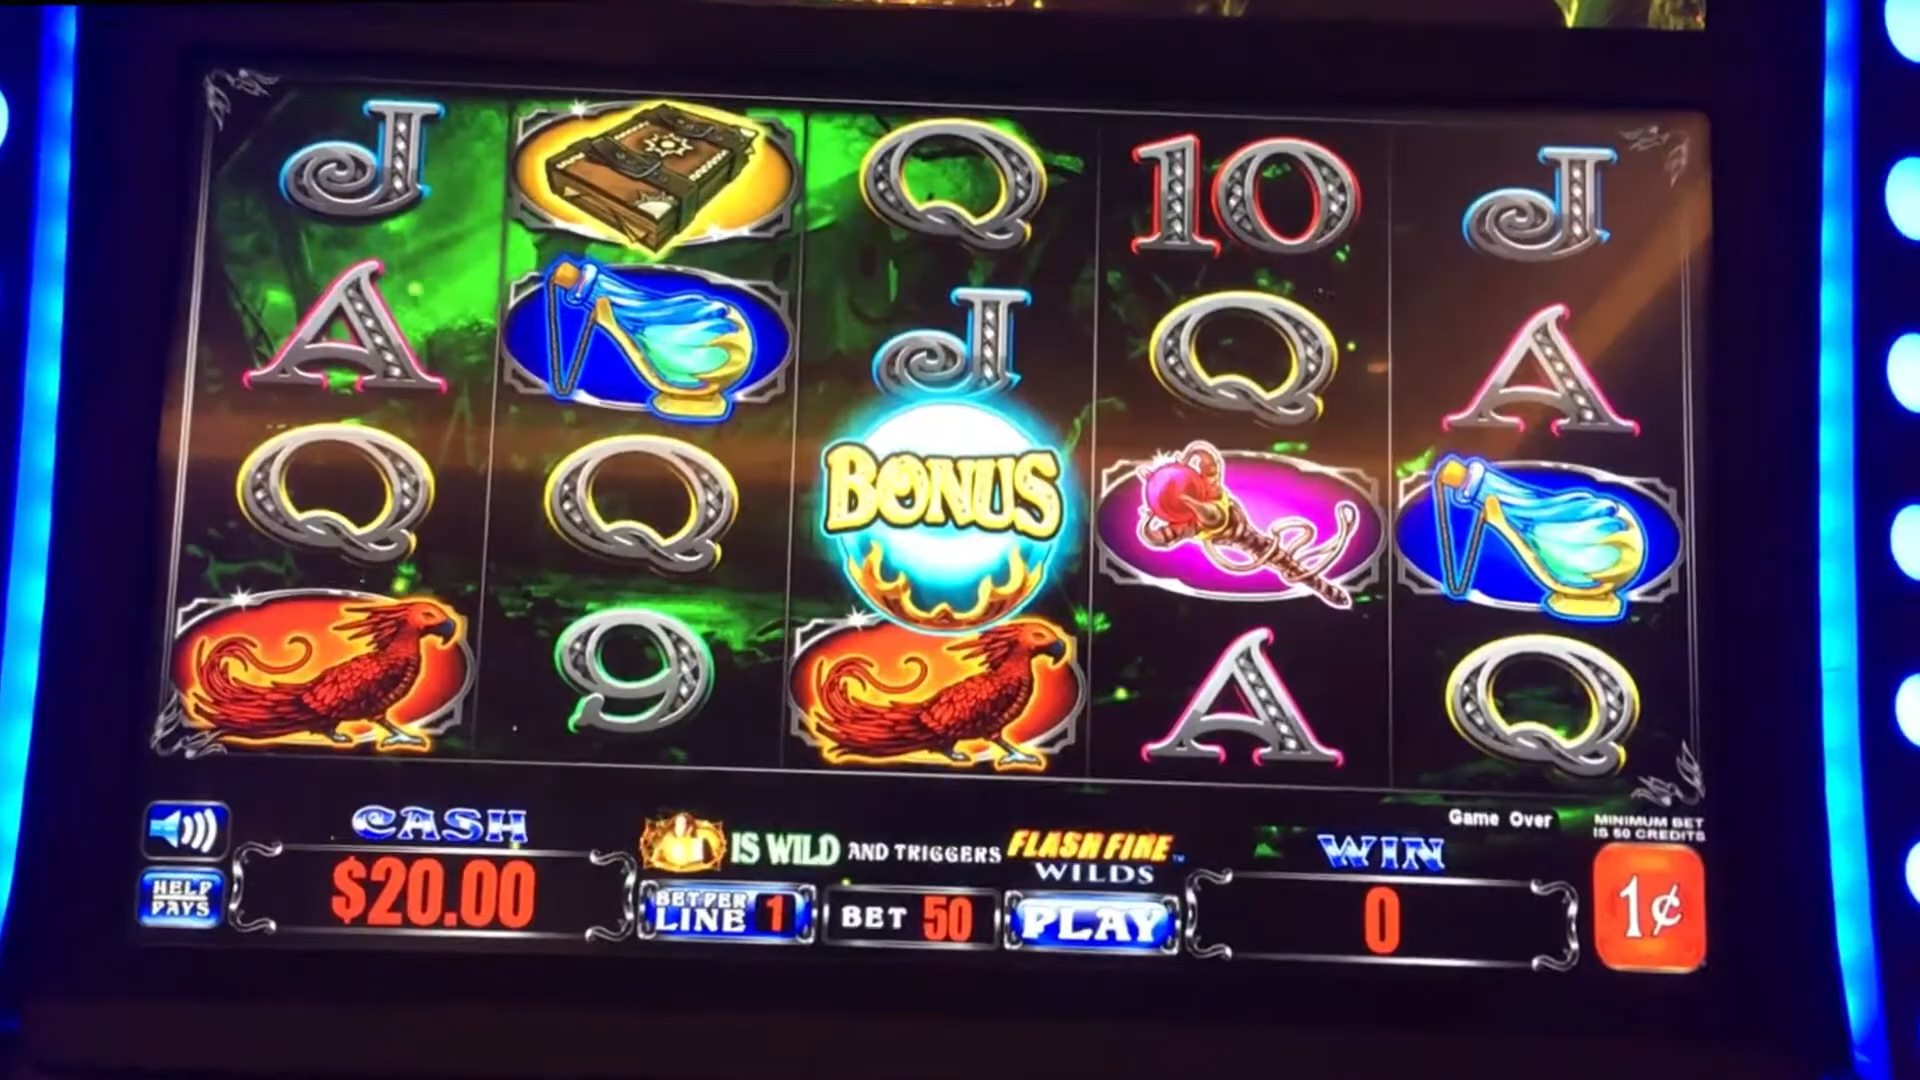 J Q 10 J
A J Q A
Q Q BONUS
9 A Q
CASH
$20.00
HELP
PAYS
IS WILD AND TRIGGERS FLASH FIRE™
WILDS
BET PER
LINE 1
BET 50
PLAY
Game Over
WIN
0
MINIMUM BET
IS 50 CREDITS
1¢